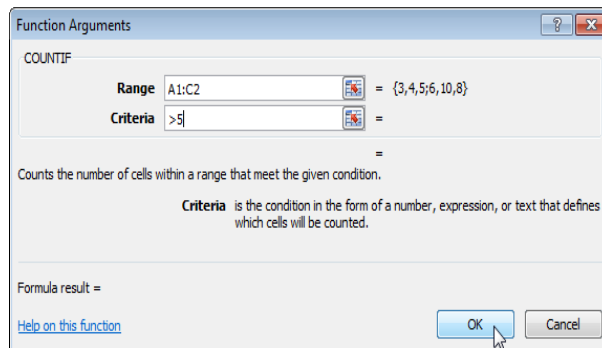 Function Arguments
COUNTIF
Range A1:C2 = {3,4,5;6,10,8}
Criteria >5 =
=
Counts the number of cells within a range that meet the given condition.
Criteria is the condition in the form of a number, expression, or text that defines
which cells will be counted.
Formula result =
Help on this function OK Cancel